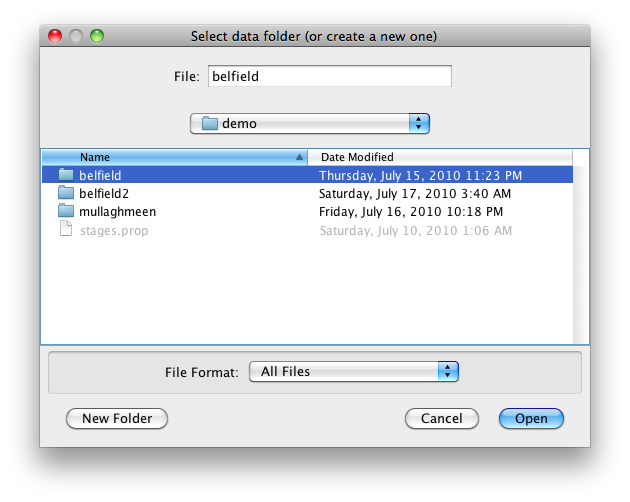 Select data folder (or create a new one)
File: belfield
demo
Name Date Modified
belfield Thursday, July 15, 2010 11:23 PM
belfield2 Saturday, July 17, 2010 3:40 AM
mullaghmeen Friday, July 16, 2010 10:18 PM
stages.prop Saturday, July 10, 2010 1:06 AM
File Format: All Files
New Folder Cancel Open